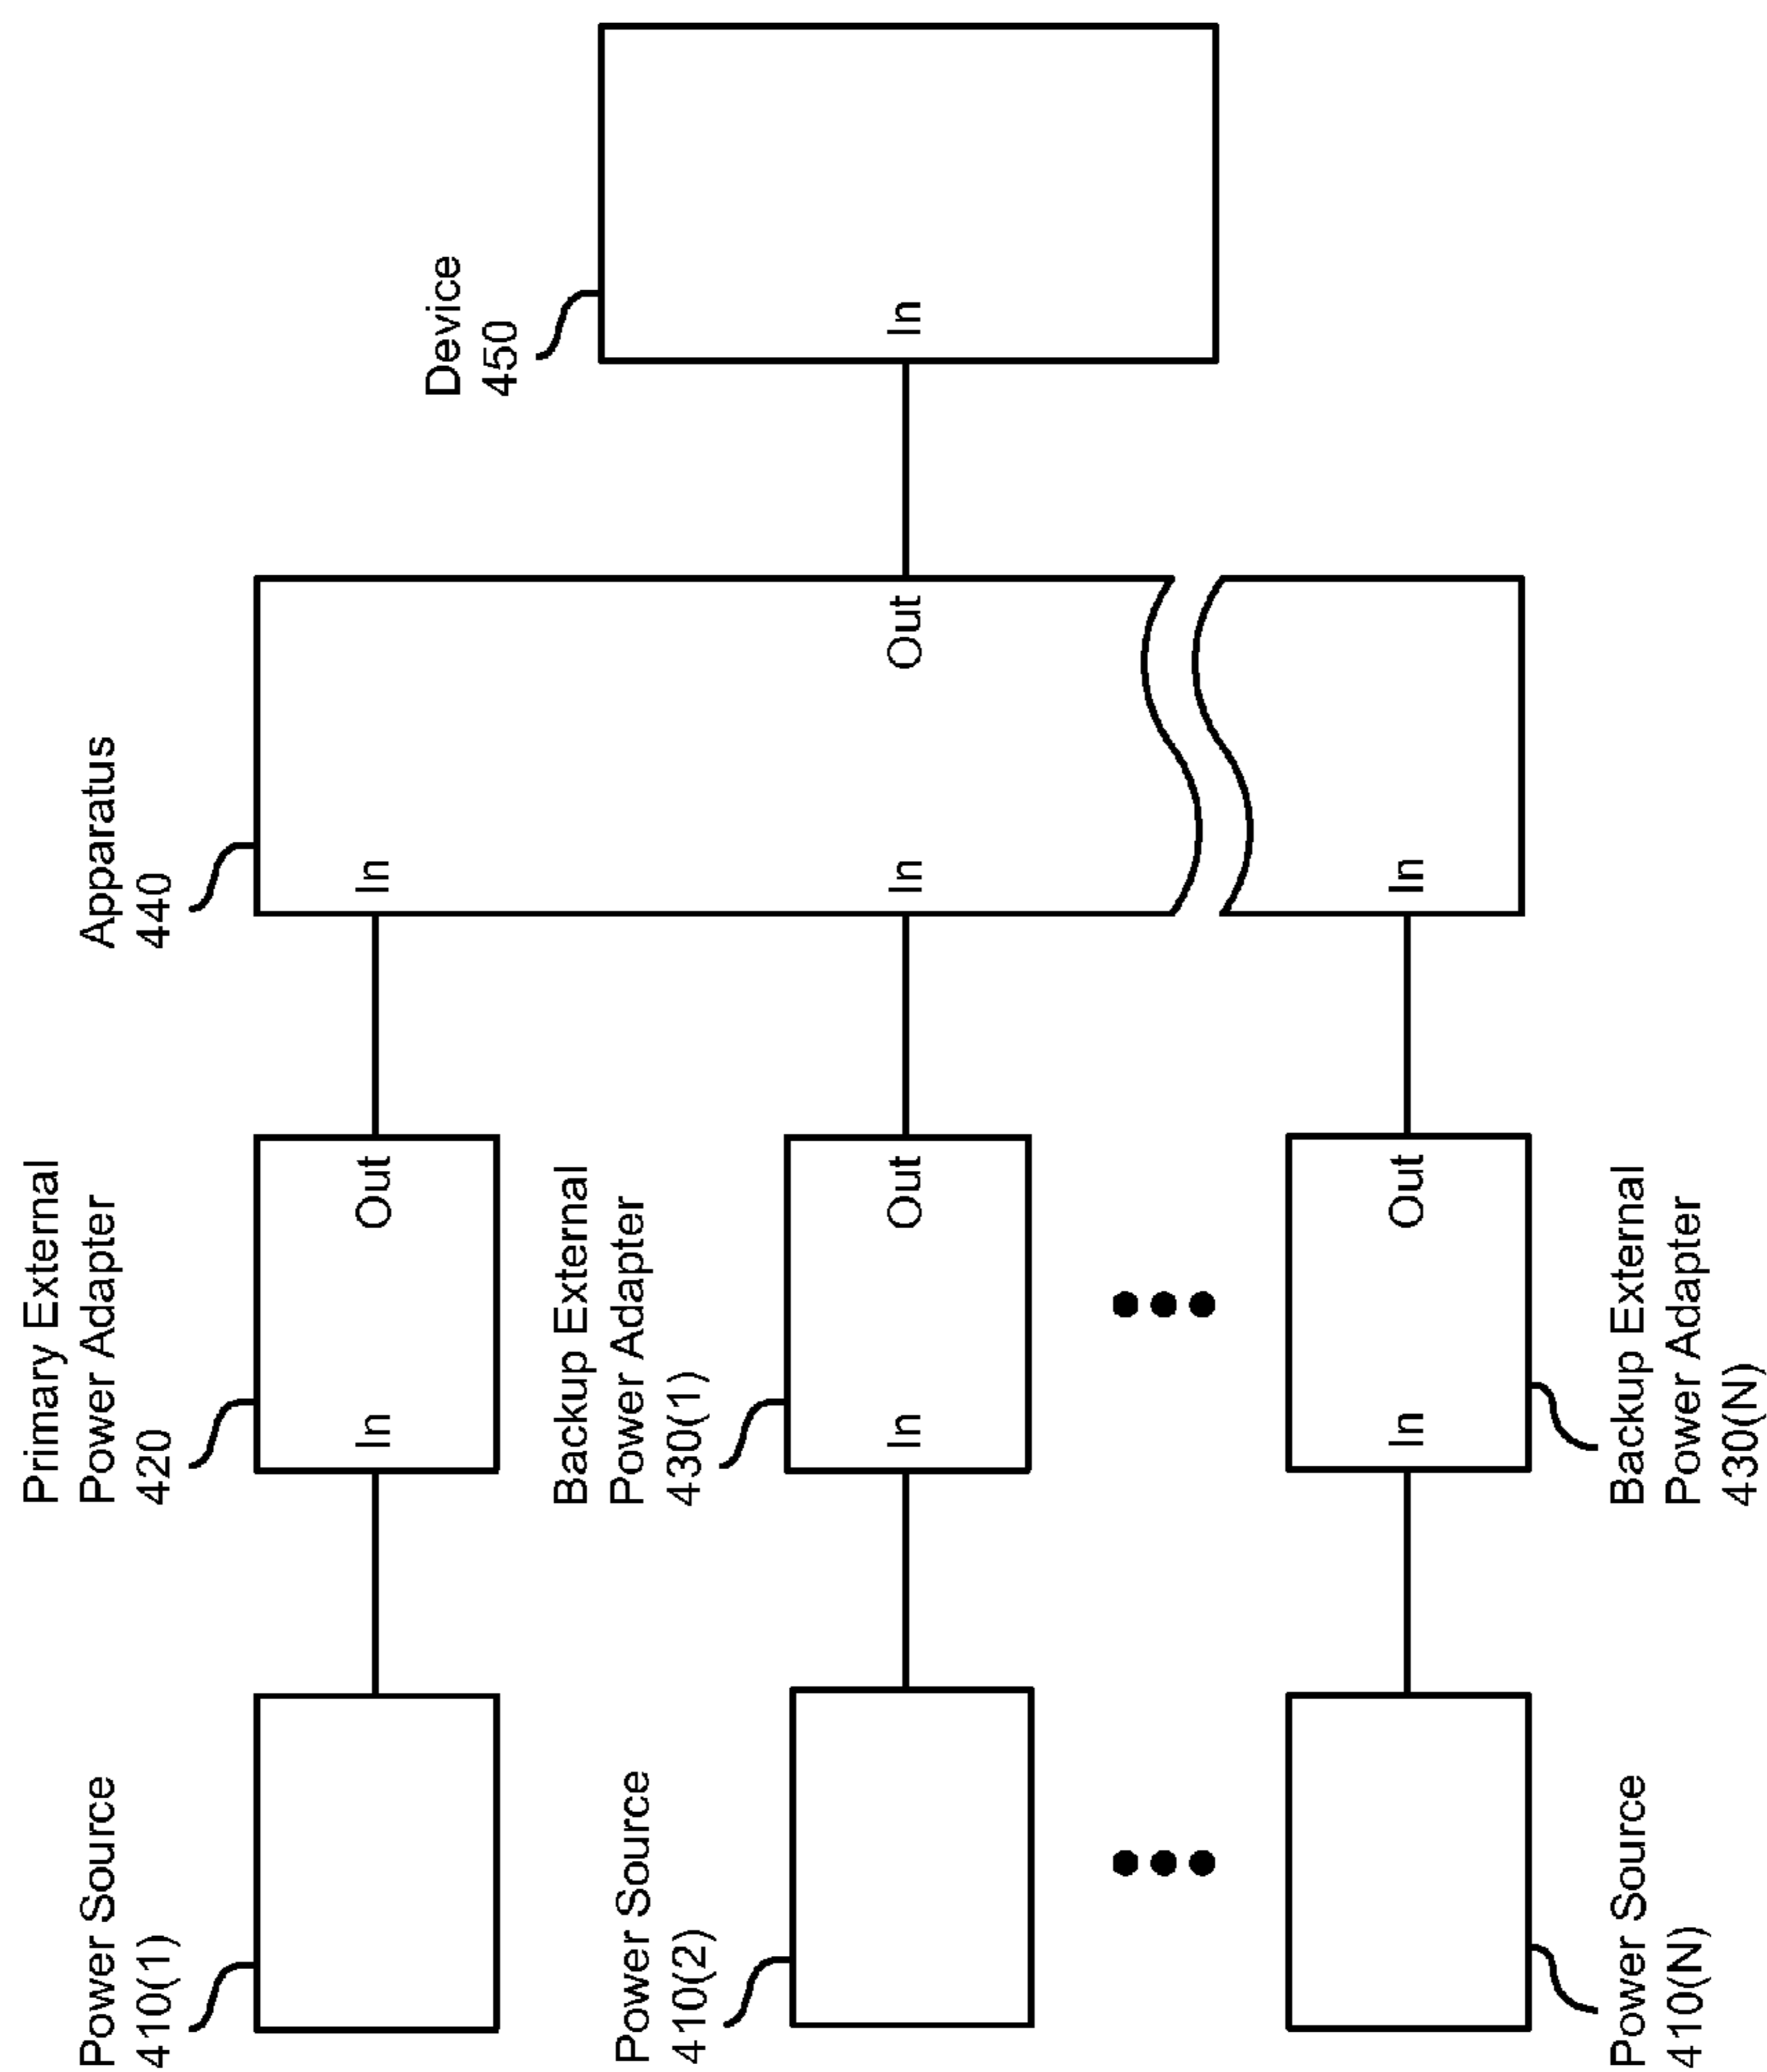 Power Source
410(1)
Primary External
Power Adapter
420
In
Out
Apparatus
440
In
Power Source
410(2)
Backup External
Power Adapter
430(1)
In
Out
In
Out
Device
450
In
In
Out
In
Power Source
410(N)
Backup External
Power Adapter
430(N)